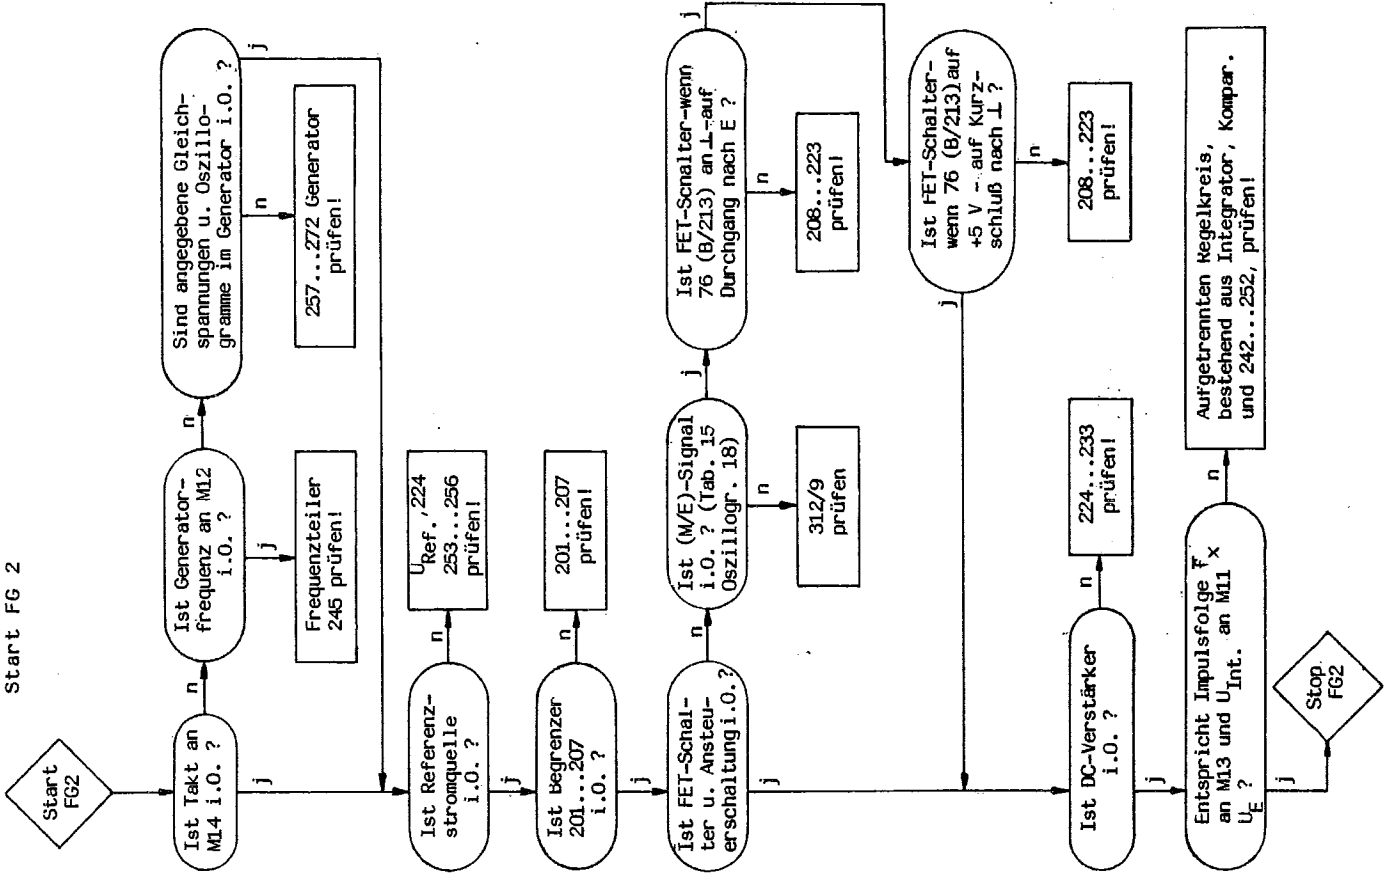 Start FG 2
Start
FG2
Ist Takt an
M14 i.O. ?
n
j
Ist Generator-
frequenz an M12
i.O. ?
n
j
Frequenzteiler
245 prüfen!
Sind angegebene Gleich-
spannungen u. Oszillo-
gramme im Generator i.O. ?
j
n
257...272 Generator
prüfen!
Ist Referenz-
stromquelle
i.O. ?
n
j
URef.,224
253...256
prüfen!
Ist Begrenzer
201...207
i.O. ?
n
j
201...207
prüfen!
Ist FET-Schal-
ter u. Ansteu-
erschaltung i.O.?
n
j
Ist (M/E)-Signal
i.O. ? (Tab. 15
Oszillogr. 18)
j
n
312/9
prüfen
Ist FET-Schalter-wenn
76 (B/213) an ⊥-auf
Durchgang nach E ?
j
n
208...223
prüfen!
Ist FET-Schalter-
wenn 76 (B/213) auf
+5 V - auf Kurz-
schluß nach ⊥ ?
j
n
208...223
prüfen!
Ist DC-Verstärker
i.O. ?
n
j
224...233
prüfen!
Entspricht Impulsfolge f̅x
an M13 und UInt. an M11
UE ?
n
j
Aufgetrennten Regelkreis,
bestehend aus Integrator, Kompar.
und 242...252, prüfen!
Stop
FG2